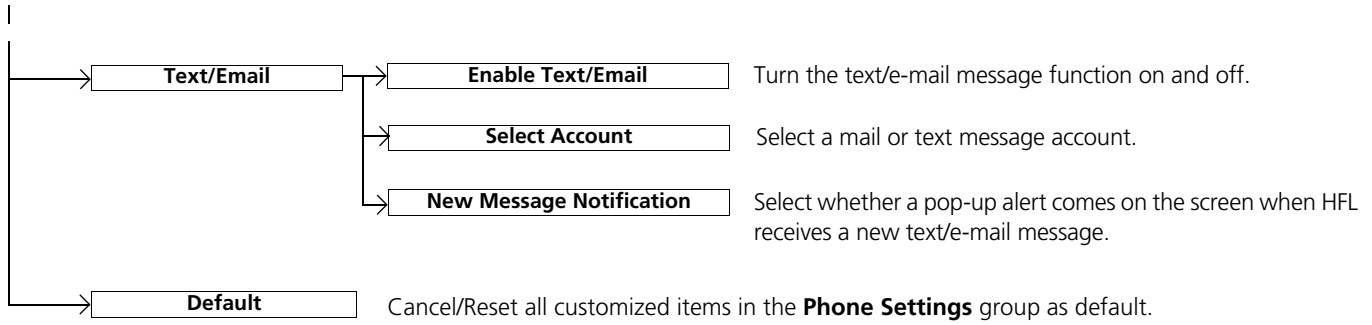 Text/Email
Enable Text/Email
Turn the text/e-mail message function on and off.
Select Account
Select a mail or text message account.
New Message Notification
Select whether a pop-up alert comes on the screen when HFL
receives a new text/e-mail message.
Default
Cancel/Reset all customized items in the Phone Settings group as default.